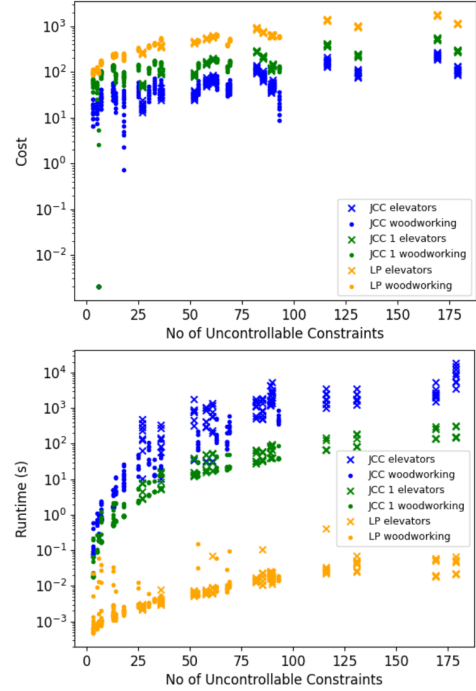 10³
10²
10¹
10⁰
10⁻¹
10⁻²
Cost
JCC elevators
JCC woodworking
JCC 1 elevators
JCC 1 woodworking
LP elevators
LP woodworking
0 25 50 75 100 125 150 175
No of Uncontrollable Constraints
10⁴
10³
10²
10¹
10⁰
10⁻¹
10⁻²
10⁻³
Runtime (s)
JCC elevators
JCC woodworking
JCC 1 elevators
JCC 1 woodworking
LP elevators
LP woodworking
0 25 50 75 100 125 150 175
No of Uncontrollable Constraints